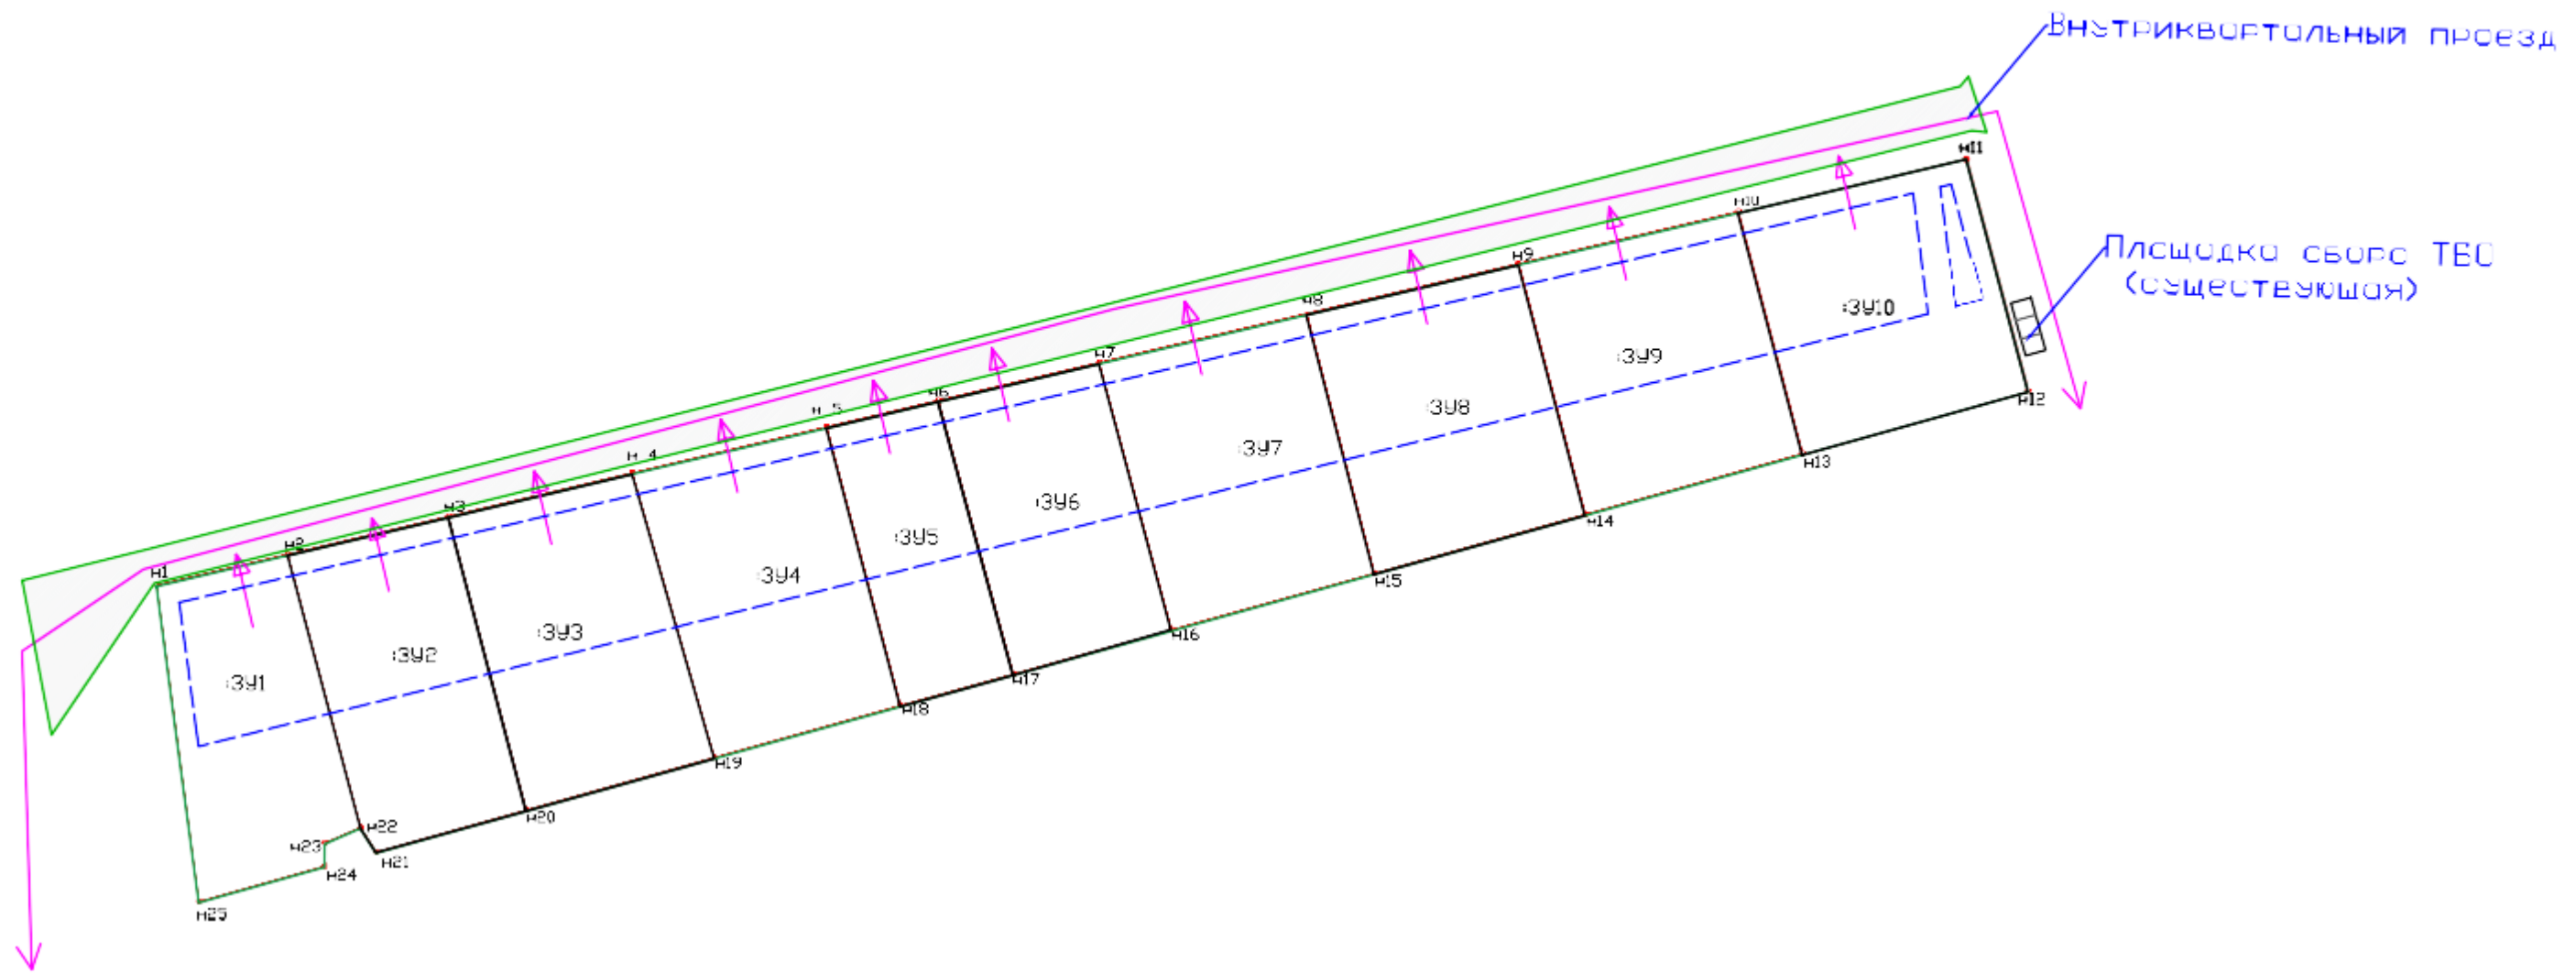 Внутриквартальный проезд
Площадка сбора ТБО
(существующая)
н11
н10
н9
н8
н7
н6
н 5
н 4
н3
н2
н1
:ЗУ10
:ЗУ9
:ЗУ8
:ЗУ7
:ЗУ6
:ЗУ5
:ЗУ4
:ЗУ3
:ЗУ2
:ЗУ1
н12
н13
н14
н15
н16
н17
н18
н19
н20
н21
н22
н23
н24
н25